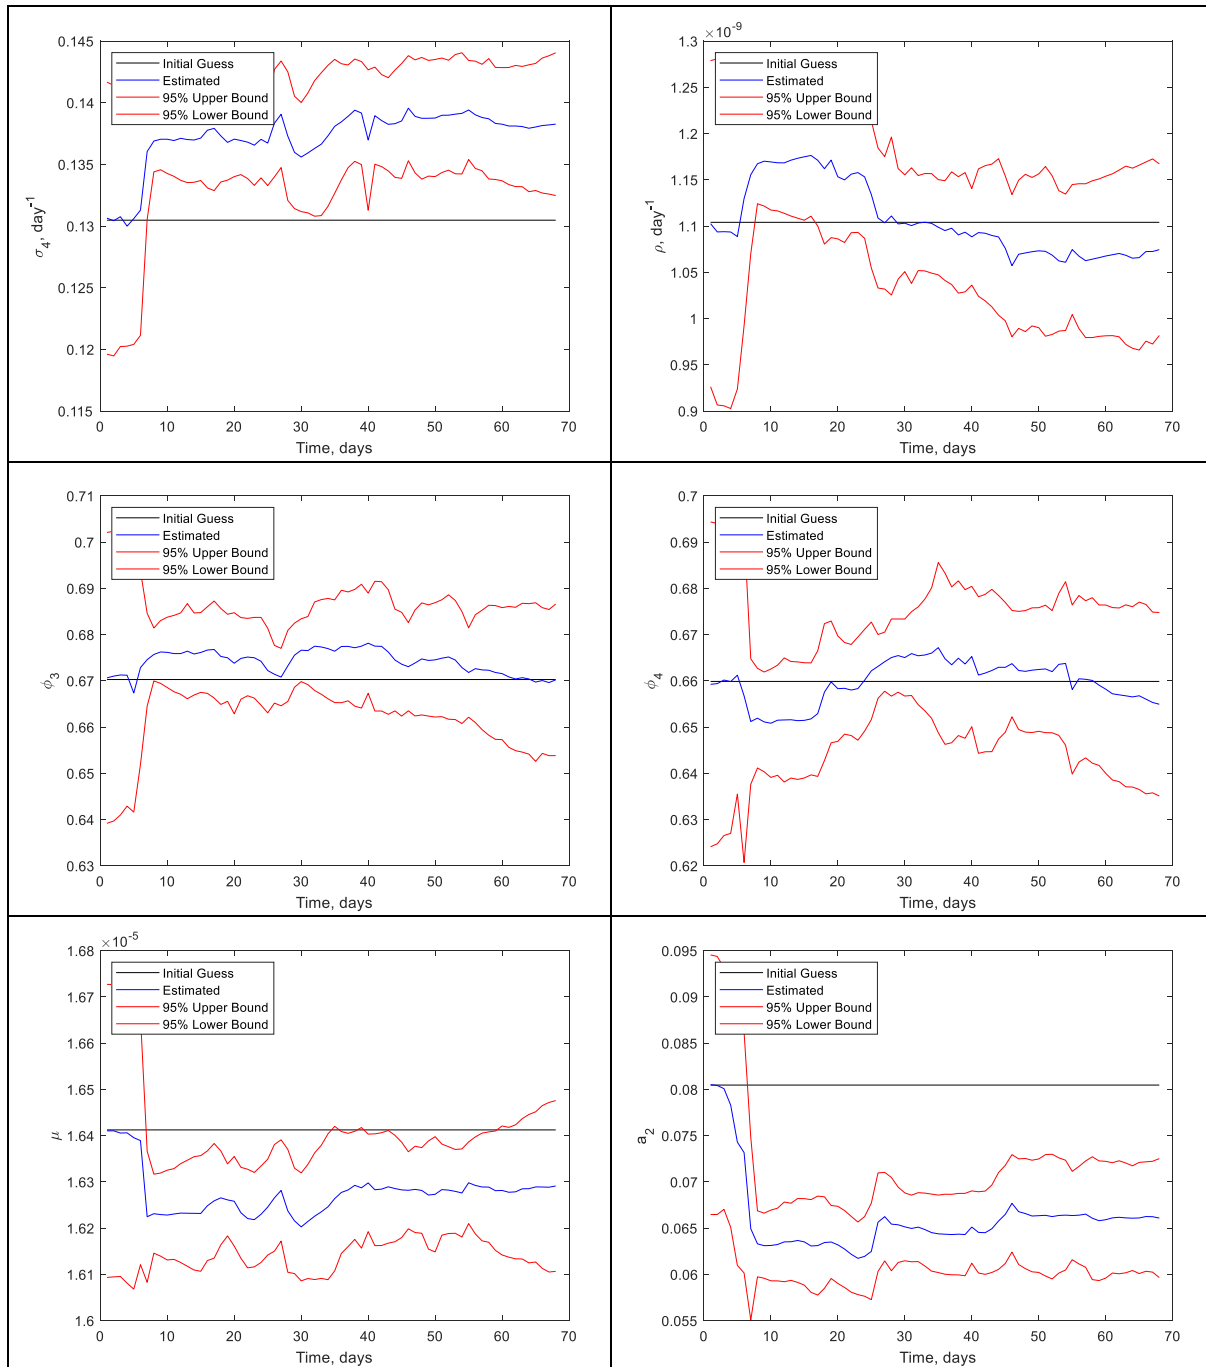 0.145
0.14
0.135
0.13
0.125
0.12
0.115
σ4, day-1
Initial Guess
Estimated
95% Upper Bound
95% Lower Bound
0 10 20 30 40 50 60 70
Time, days
×10-9
1.3
1.25
1.2
1.15
1.1
1.05
1
0.95
0.9
ρ, day-1
Initial Guess
Estimated
95% Upper Bound
95% Lower Bound
0 10 20 30 40 50 60 70
Time, days
0.71
0.7
0.69
0.68
0.67
0.66
0.65
0.64
0.63
ϕ3
Initial Guess
Estimated
95% Upper Bound
95% Lower Bound
0 10 20 30 40 50 60 70
Time, days
0.7
0.69
0.68
0.67
0.66
0.65
0.64
0.63
0.62
ϕ4
Initial Guess
Estimated
95% Upper Bound
95% Lower Bound
0 10 20 30 40 50 60 70
Time, days
×10-5
1.68
1.67
1.66
1.65
1.64
1.63
1.62
1.61
1.6
μ
Initial Guess
Estimated
95% Upper Bound
95% Lower Bound
0 10 20 30 40 50 60 70
Time, days
0.095
0.09
0.085
0.08
0.075
0.07
0.065
0.06
0.055
a2
Initial Guess
Estimated
95% Upper Bound
95% Lower Bound
0 10 20 30 40 50 60 70
Time, days